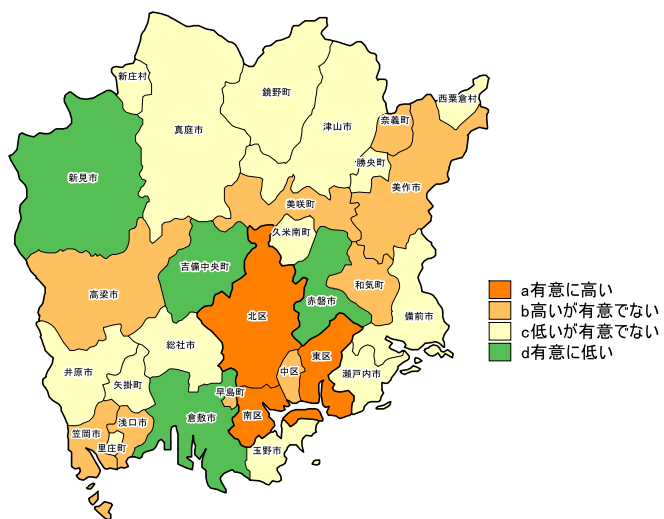 新庄村
鏡野町
西粟倉村
奈義町
真庭市
津山市
勝央町
新見市
美作市
美咲町
久米南町
吉備中央町
和気町
高梁市
赤磐市
北区
備前市
総社市
東区
井原市
中区
瀬戸内市
矢掛町
早島町
倉敷市
南区
浅口市
笠岡市
里庄町
玉野市
a有意に高い
b高いが有意でない
c低いが有意でない
d有意に低い